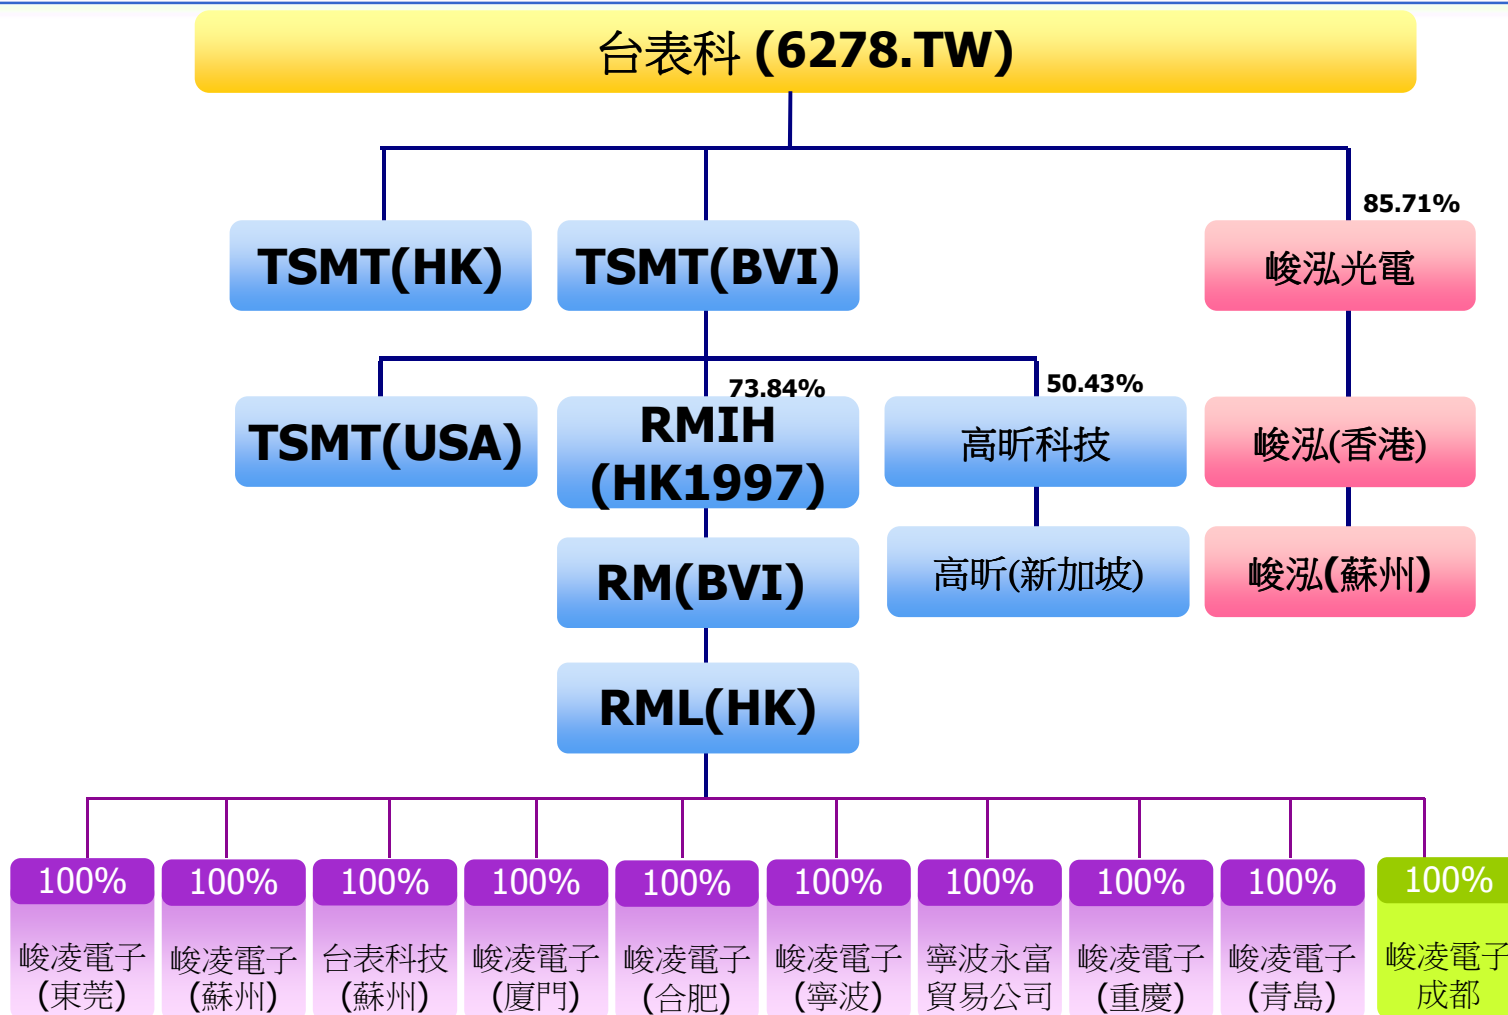 台表科 (6278.TW)
85.71%
TSMT(HK)
TSMT(BVI)
峻泓光電
73.84%
50.43%
TSMT(USA)
RMIH
(HK1997)
高昕科技
峻泓(香港)
RM(BVI)
高昕(新加坡)
峻泓(蘇州)
RML(HK)
100%
峻凌電子
(東莞)
100%
峻凌電子
(蘇州)
100%
台表科技
(蘇州)
100%
峻凌電子
(廈門)
100%
峻凌電子
(合肥)
100%
峻凌電子
(寧波)
100%
寧波永富
貿易公司
100%
峻凌電子
(重慶)
100%
峻凌電子
(青島)
100%
峻凌電子
成都